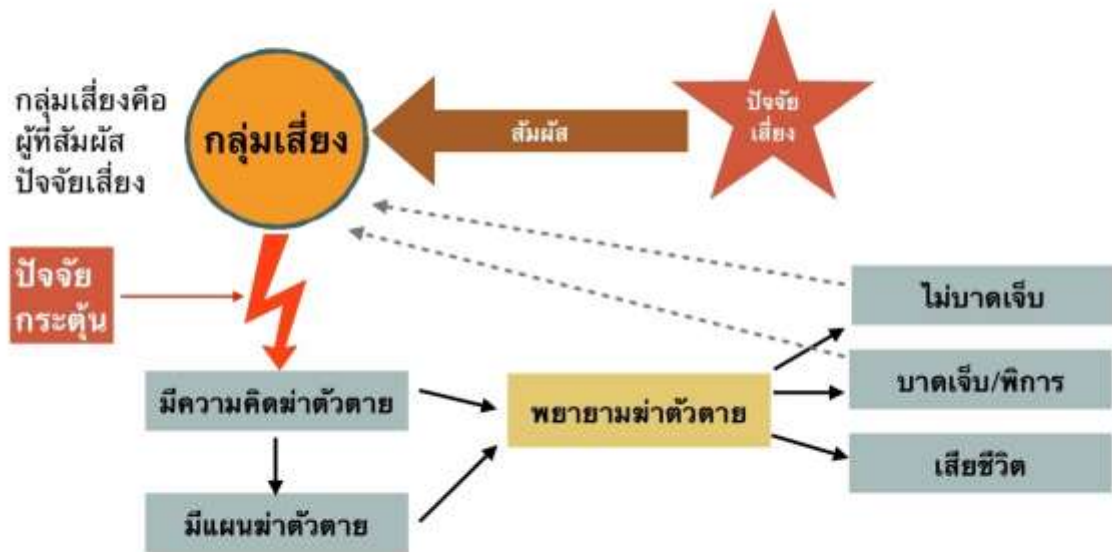 กลุ่มเสี่ยงคือ
ผู้ที่สัมผัส
ปัจจัยเสี่ยง
กลุ่มเสี่ยง
สัมผัส
ปัจจัย
เสี่ยง
ปัจจัย
กระตุ้น
มีความคิดฆ่าตัวตาย
มีแผนฆ่าตัวตาย
พยายามฆ่าตัวตาย
ไม่บาดเจ็บ
บาดเจ็บ/พิการ
เสียชีวิต